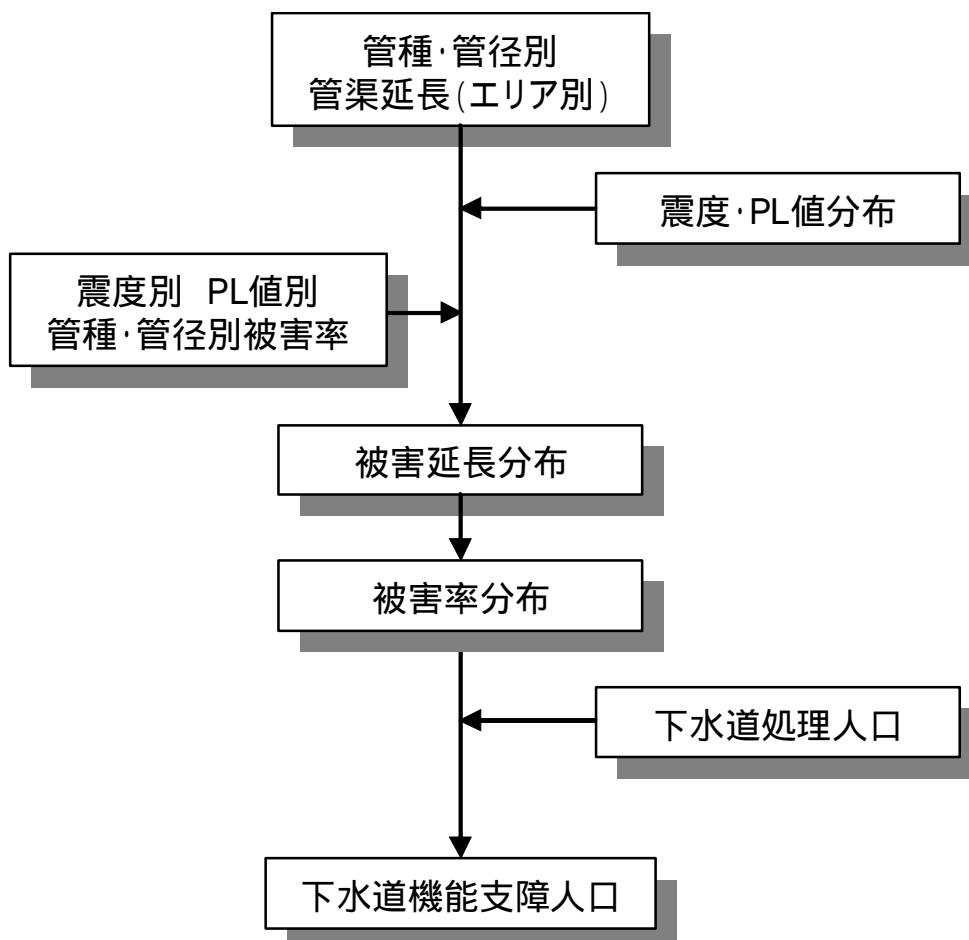 管種・管径別
管渠延長(エリア別)
震度・PL値分布
震度別 PL値別
管種・管径別被害率
被害延長分布
被害率分布
下水道処理人口
下水道機能支障人口